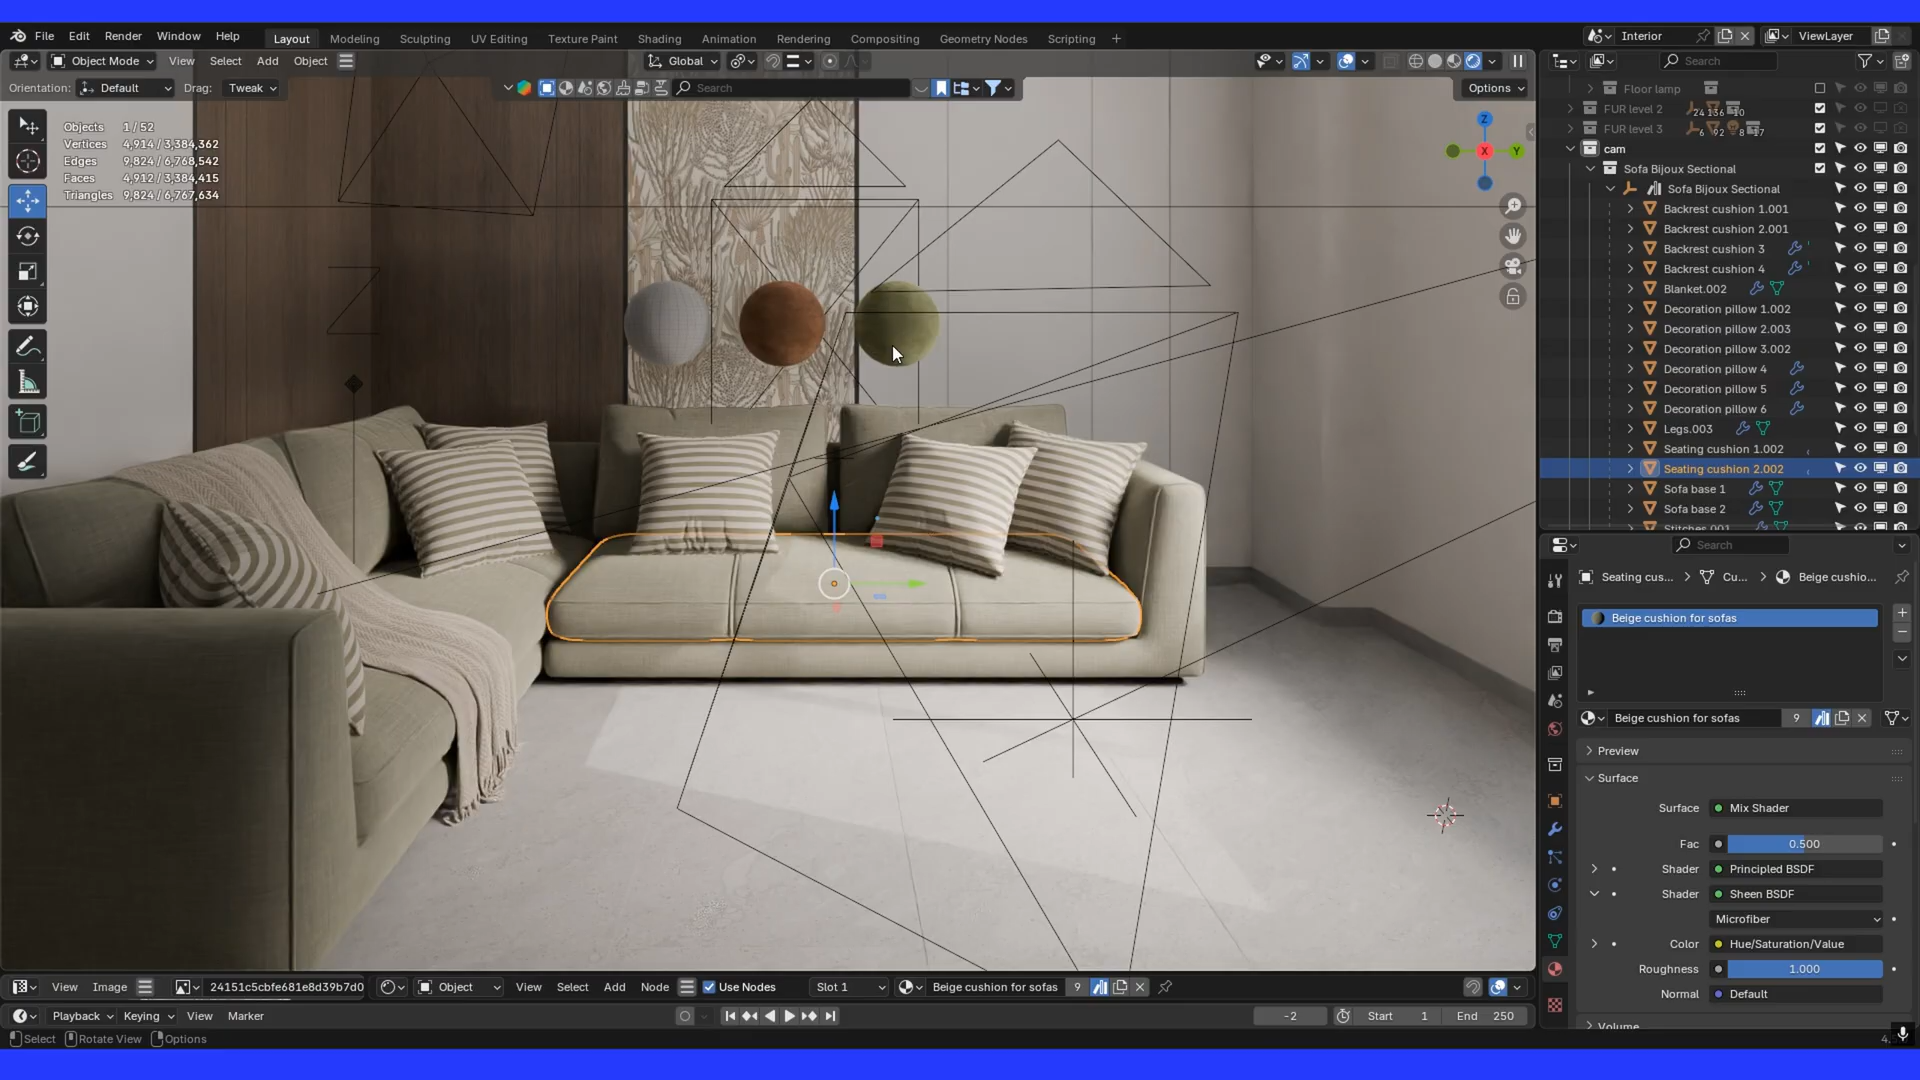 File Edit Render Window Help Layout Modeling Sculpting UV Editing Texture Paint Shading Animation Rendering Compositing Geometry Nodes Scripting + Interior ViewLayer
Object Mode View Select Add Object Global Search
Orientation: Default Drag: Tweak Search Options
Objects 1 / 52
Vertices 4,914 / 3,384,362
Edges 9,824 / 6,768,542
Faces 4,912 / 3,384,415
Triangles 9,824 / 6,767,634
Z
X
Y
Floor lamp
FUR level 2 24 136 10
FUR level 3 6 92 8 17
cam
Sofa Bijoux Sectional
Sofa Bijoux Sectional
Backrest cushion 1.001
Backrest cushion 2.001
Backrest cushion 3
Backrest cushion 4
Blanket.002
Decoration pillow 1.002
Decoration pillow 2.003
Decoration pillow 3.002
Decoration pillow 4
Decoration pillow 5
Decoration pillow 6
Legs.003
Seating cushion 1.002
Seating cushion 2.002
Sofa base 1
Sofa base 2
Stitches.001
Search
Seating cus... > Cu... > Beige cushio...
Beige cushion for sofas
Beige cushion for sofas 9
Preview
Surface
Surface Mix Shader
Fac 0.500
Shader Principled BSDF
Shader Sheen BSDF
Microfiber
Color Hue/Saturation/Value
Roughness 1.000
Normal Default
Volume
View Image 24151c5cbfe681e8d39b7d0 Object View Select Add Node Use Nodes Slot 1 Beige cushion for sofas 9
Playback Keying View Marker -2 Start 1 End 250
Select Rotate View Options